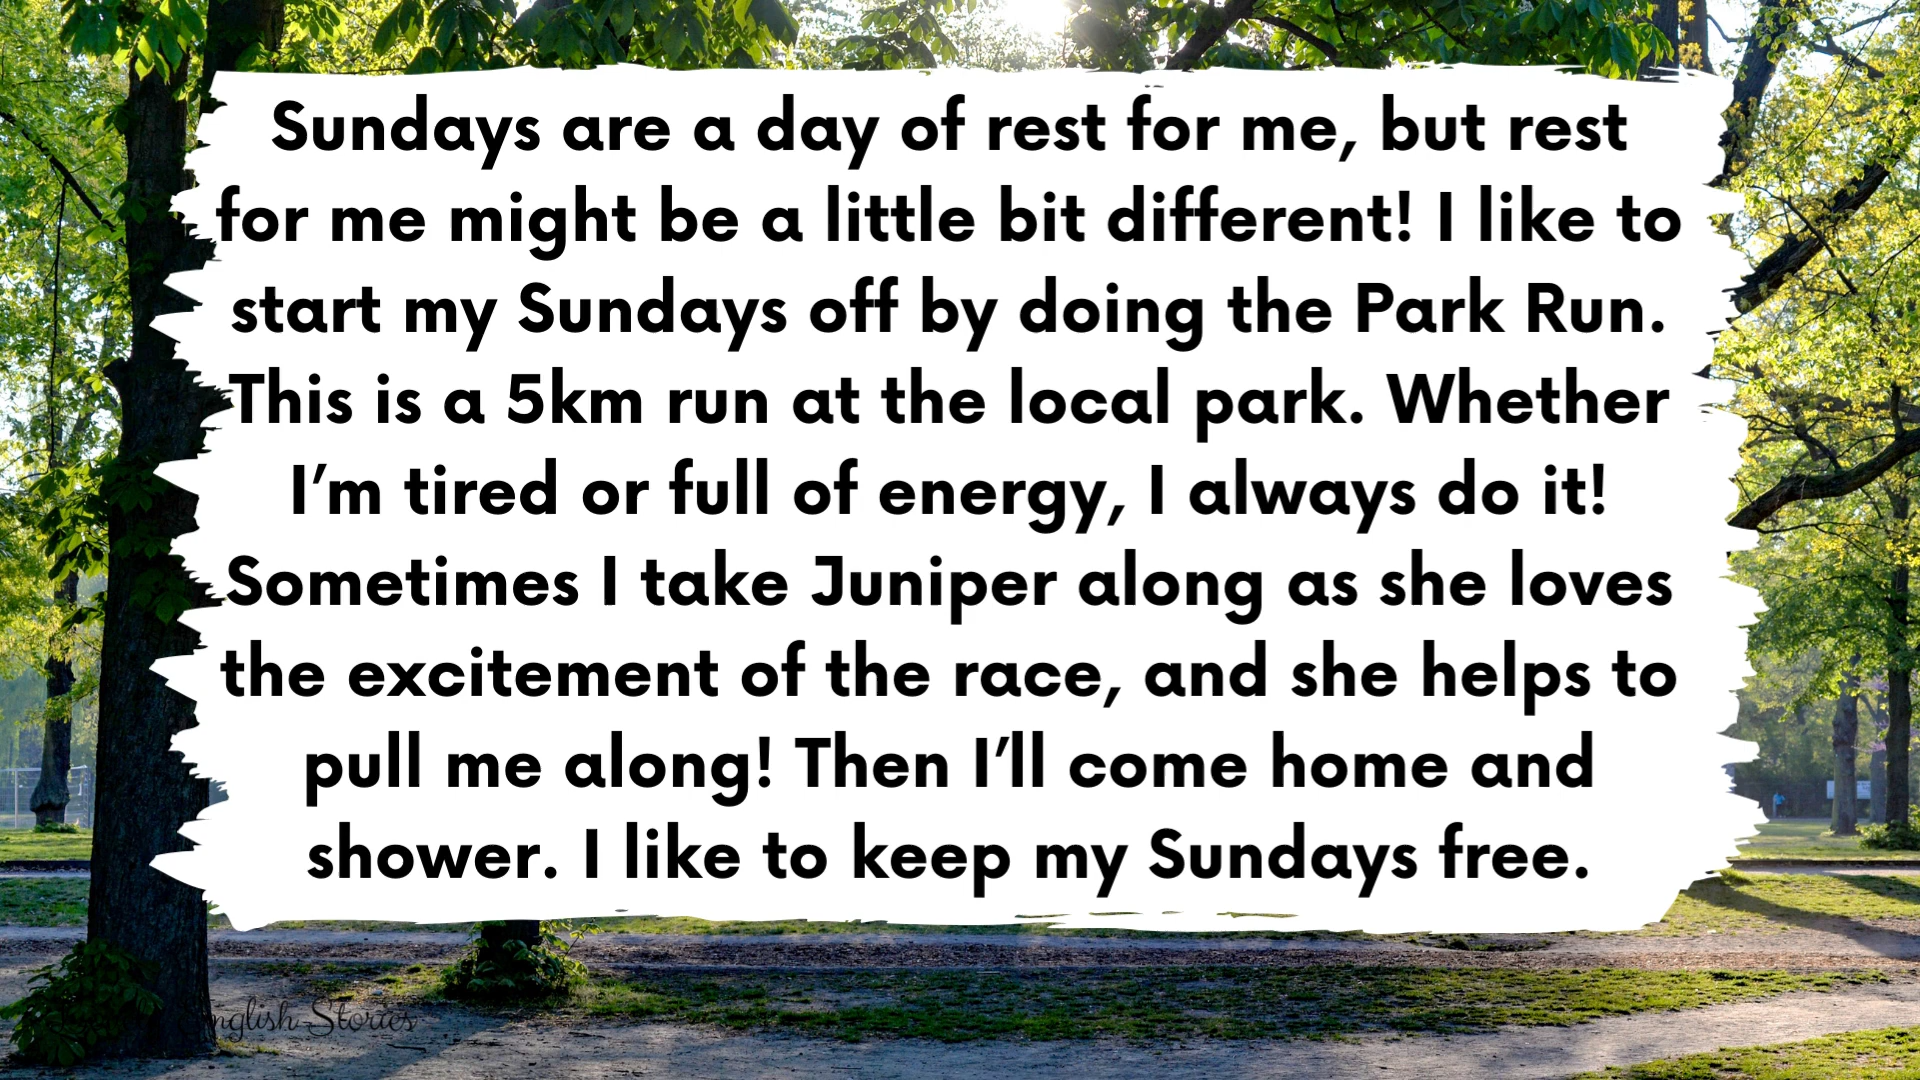 Sundays are a day of rest for me, but rest
for me might be a little bit different! I like to
start my Sundays off by doing the Park Run.
This is a 5km run at the local park. Whether
I’m tired or full of energy, I always do it!
Sometimes I take Juniper along as she loves
the excitement of the race, and she helps to
pull me along! Then I’ll come home and
shower. I like to keep my Sundays free.
English Stories